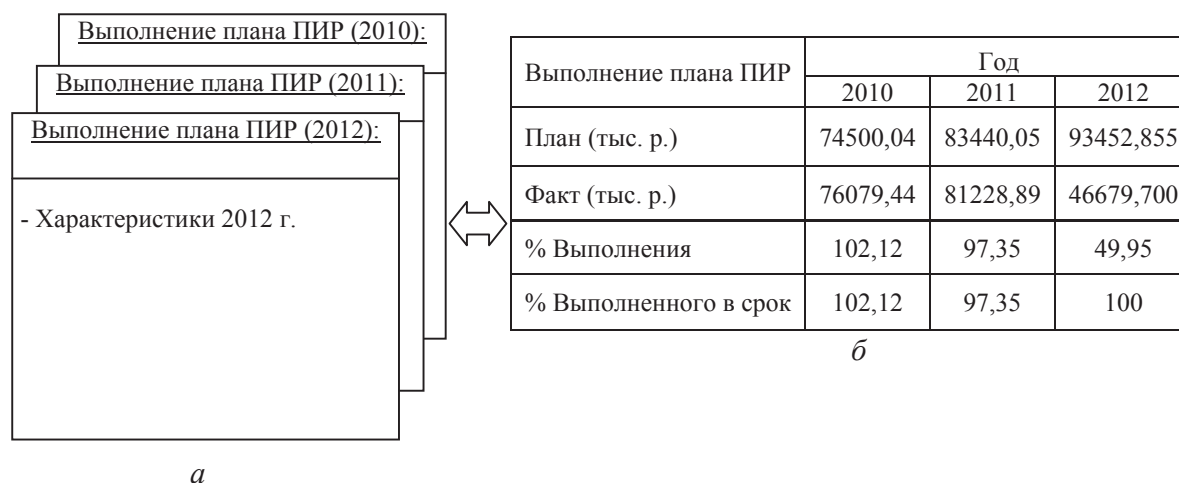 Выполнение плана ПИР (2010):
Выполнение плана ПИР (2011):
Выполнение плана ПИР (2012):
- Характеристики 2012 г.
а
Выполнение плана ПИР Год
2010 2011 2012
План (тыс. р.) 74500,04 83440,05 93452,855
Факт (тыс. р.) 76079,44 81228,89 46679,700
% Выполнения 102,12 97,35 49,95
% Выполненного в срок 102,12 97,35 100
б